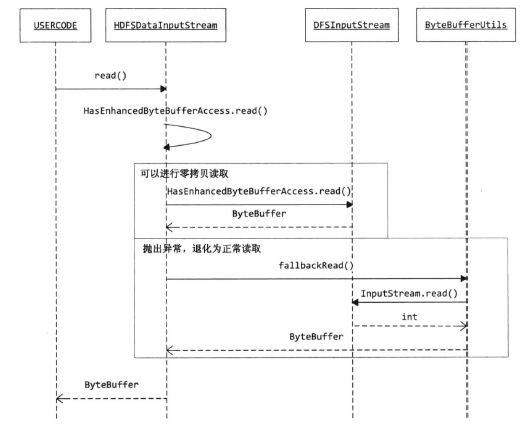 USERCODE
HDFSDataInputStream
DFSInputStream
ByteBufferUtils
read()
HasEnhancedByteBufferAccess.read()
可以进行零拷贝读取
HasEnhancedByteBufferAccess.read()
ByteBuffer
抛出异常, 退化为正常读取
fallbackRead()
InputStream.read()
int
ByteBuffer
ByteBuffer